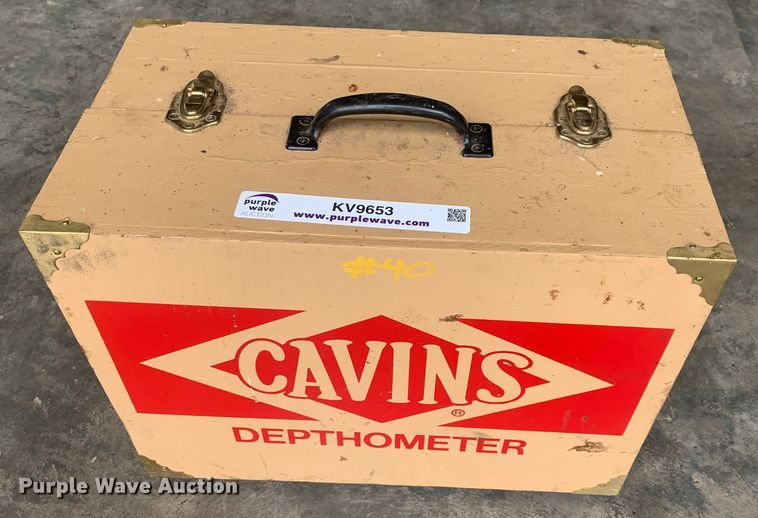 purple
wave
AUCTION
KV9653
www.purplewave.com
#40
CAVINS
®
DEPTHOMETER
Purple Wave Auction